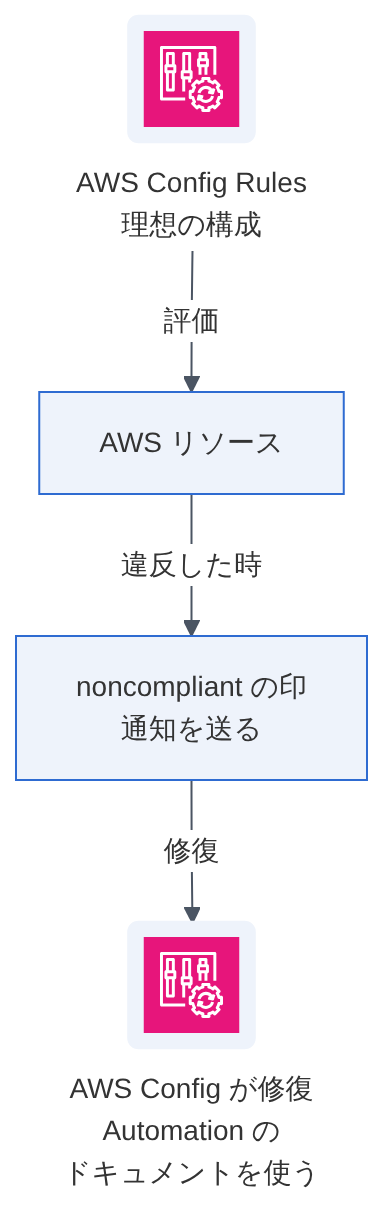 AWS Config Rules
理想の構成
評価
AWS リソース
違反した時
noncompliant の印
通知を送る
修復
AWS Config が修復
Automation の
ドキュメントを使う